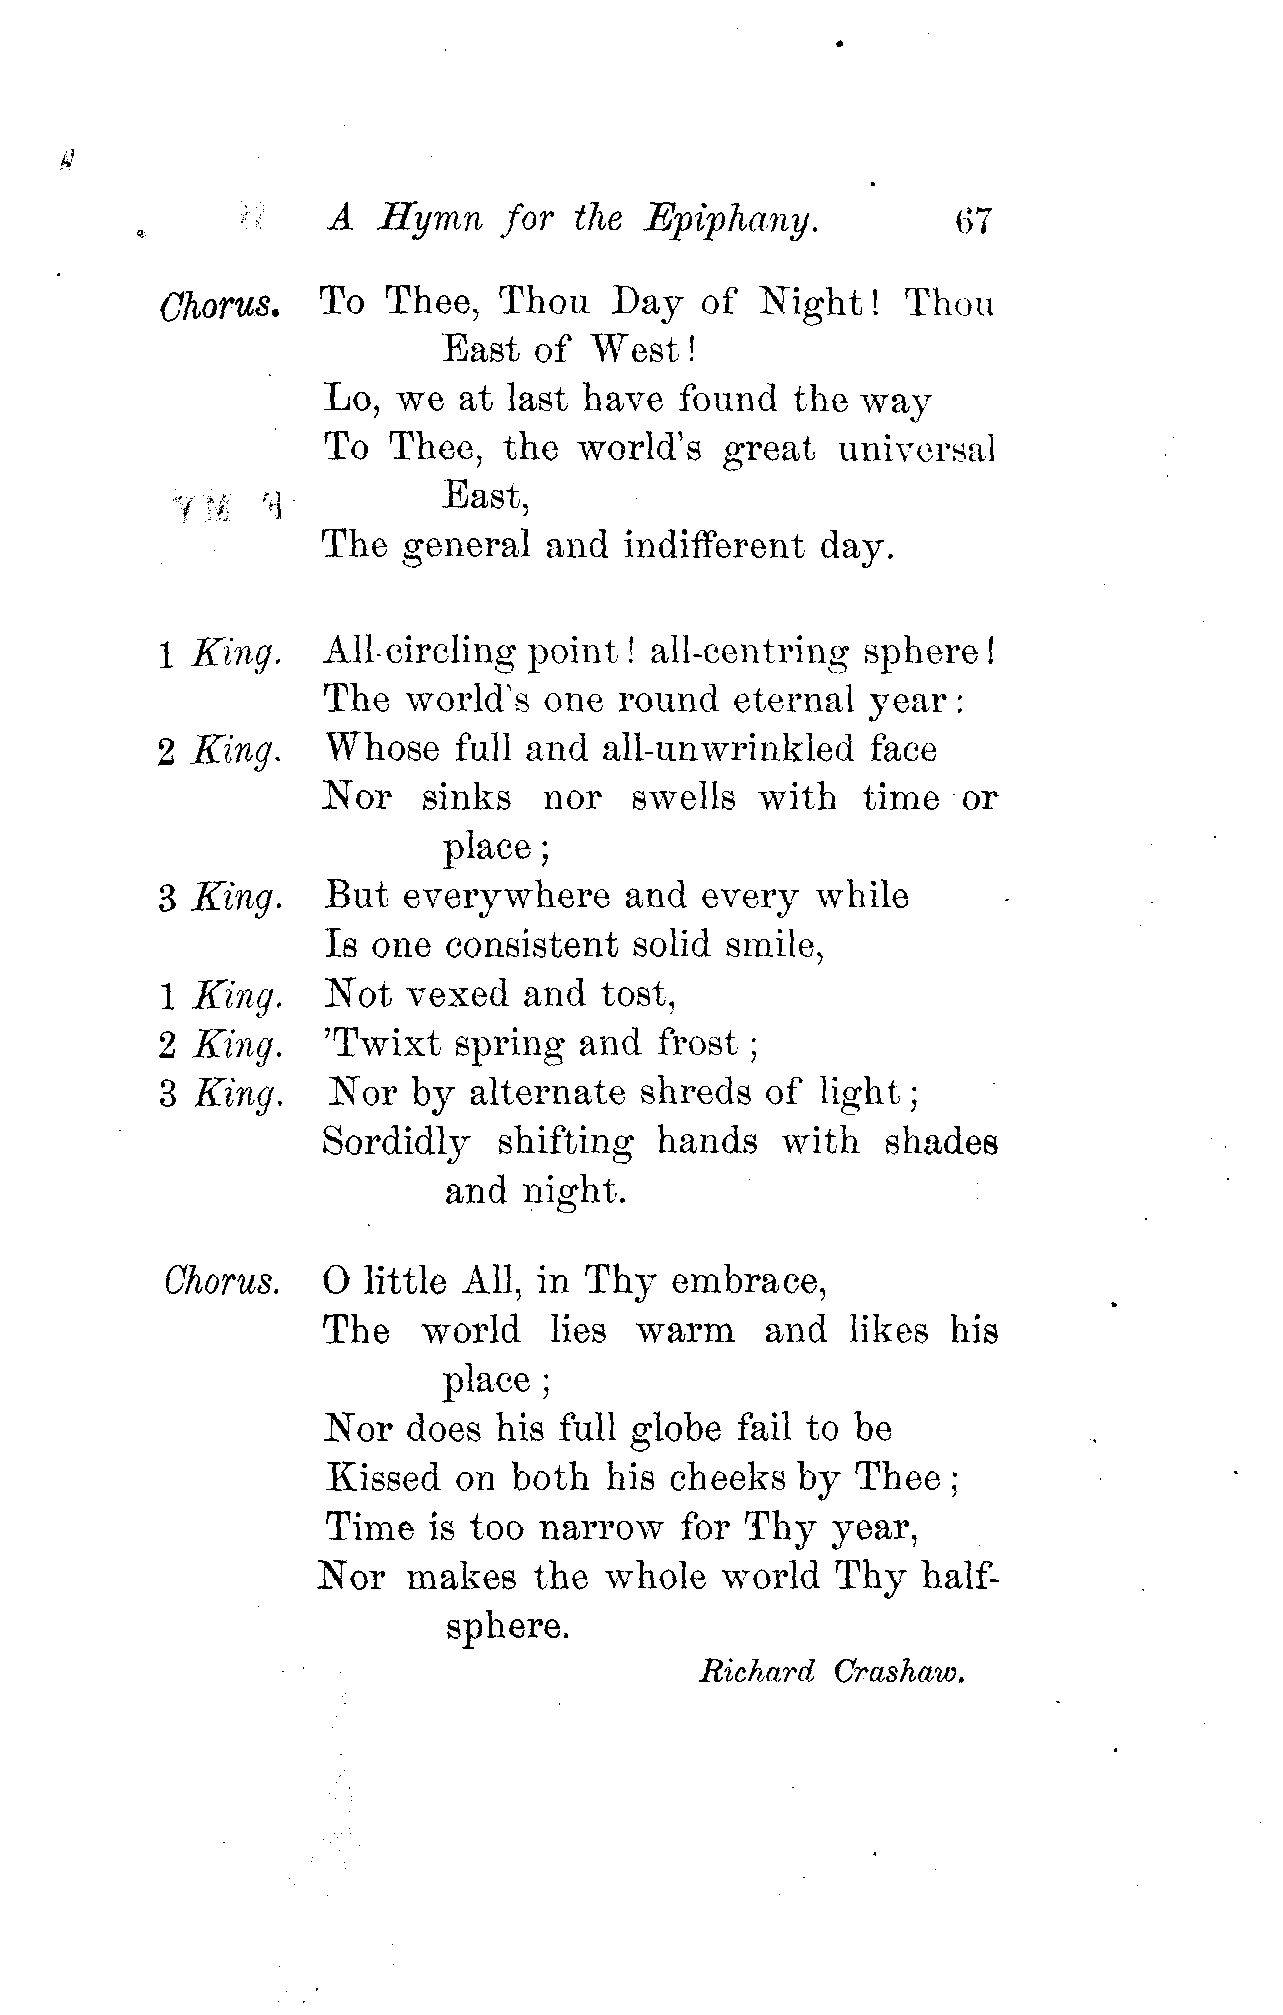 A Hymn for the Epiphany. 67
Chorus. To Thee, Thou Day of Night! Thou
East of West!
Lo, we at last have found the way
To Thee, the world's great universal
East,
The general and indifferent day.
1 King. All-circling point! all-centring sphere!
The world's one round eternal year:
2 King. Whose full and all-unwrinkled face
Nor sinks nor swells with time or
place;
3 King. But everywhere and every while
Is one consistent solid smile,
1 King. Not vexed and tost,
2 King. 'Twixt spring and frost;
3 King. Nor by alternate shreds of light;
Sordidly shifting hands with shades
and night.
Chorus. O little All, in Thy embrace,
The world lies warm and likes his
place;
Nor does his full globe fail to be
Kissed on both his cheeks by Thee;
Time is too narrow for Thy year,
Nor makes the whole world Thy half-
sphere.
Richard Crashaw.